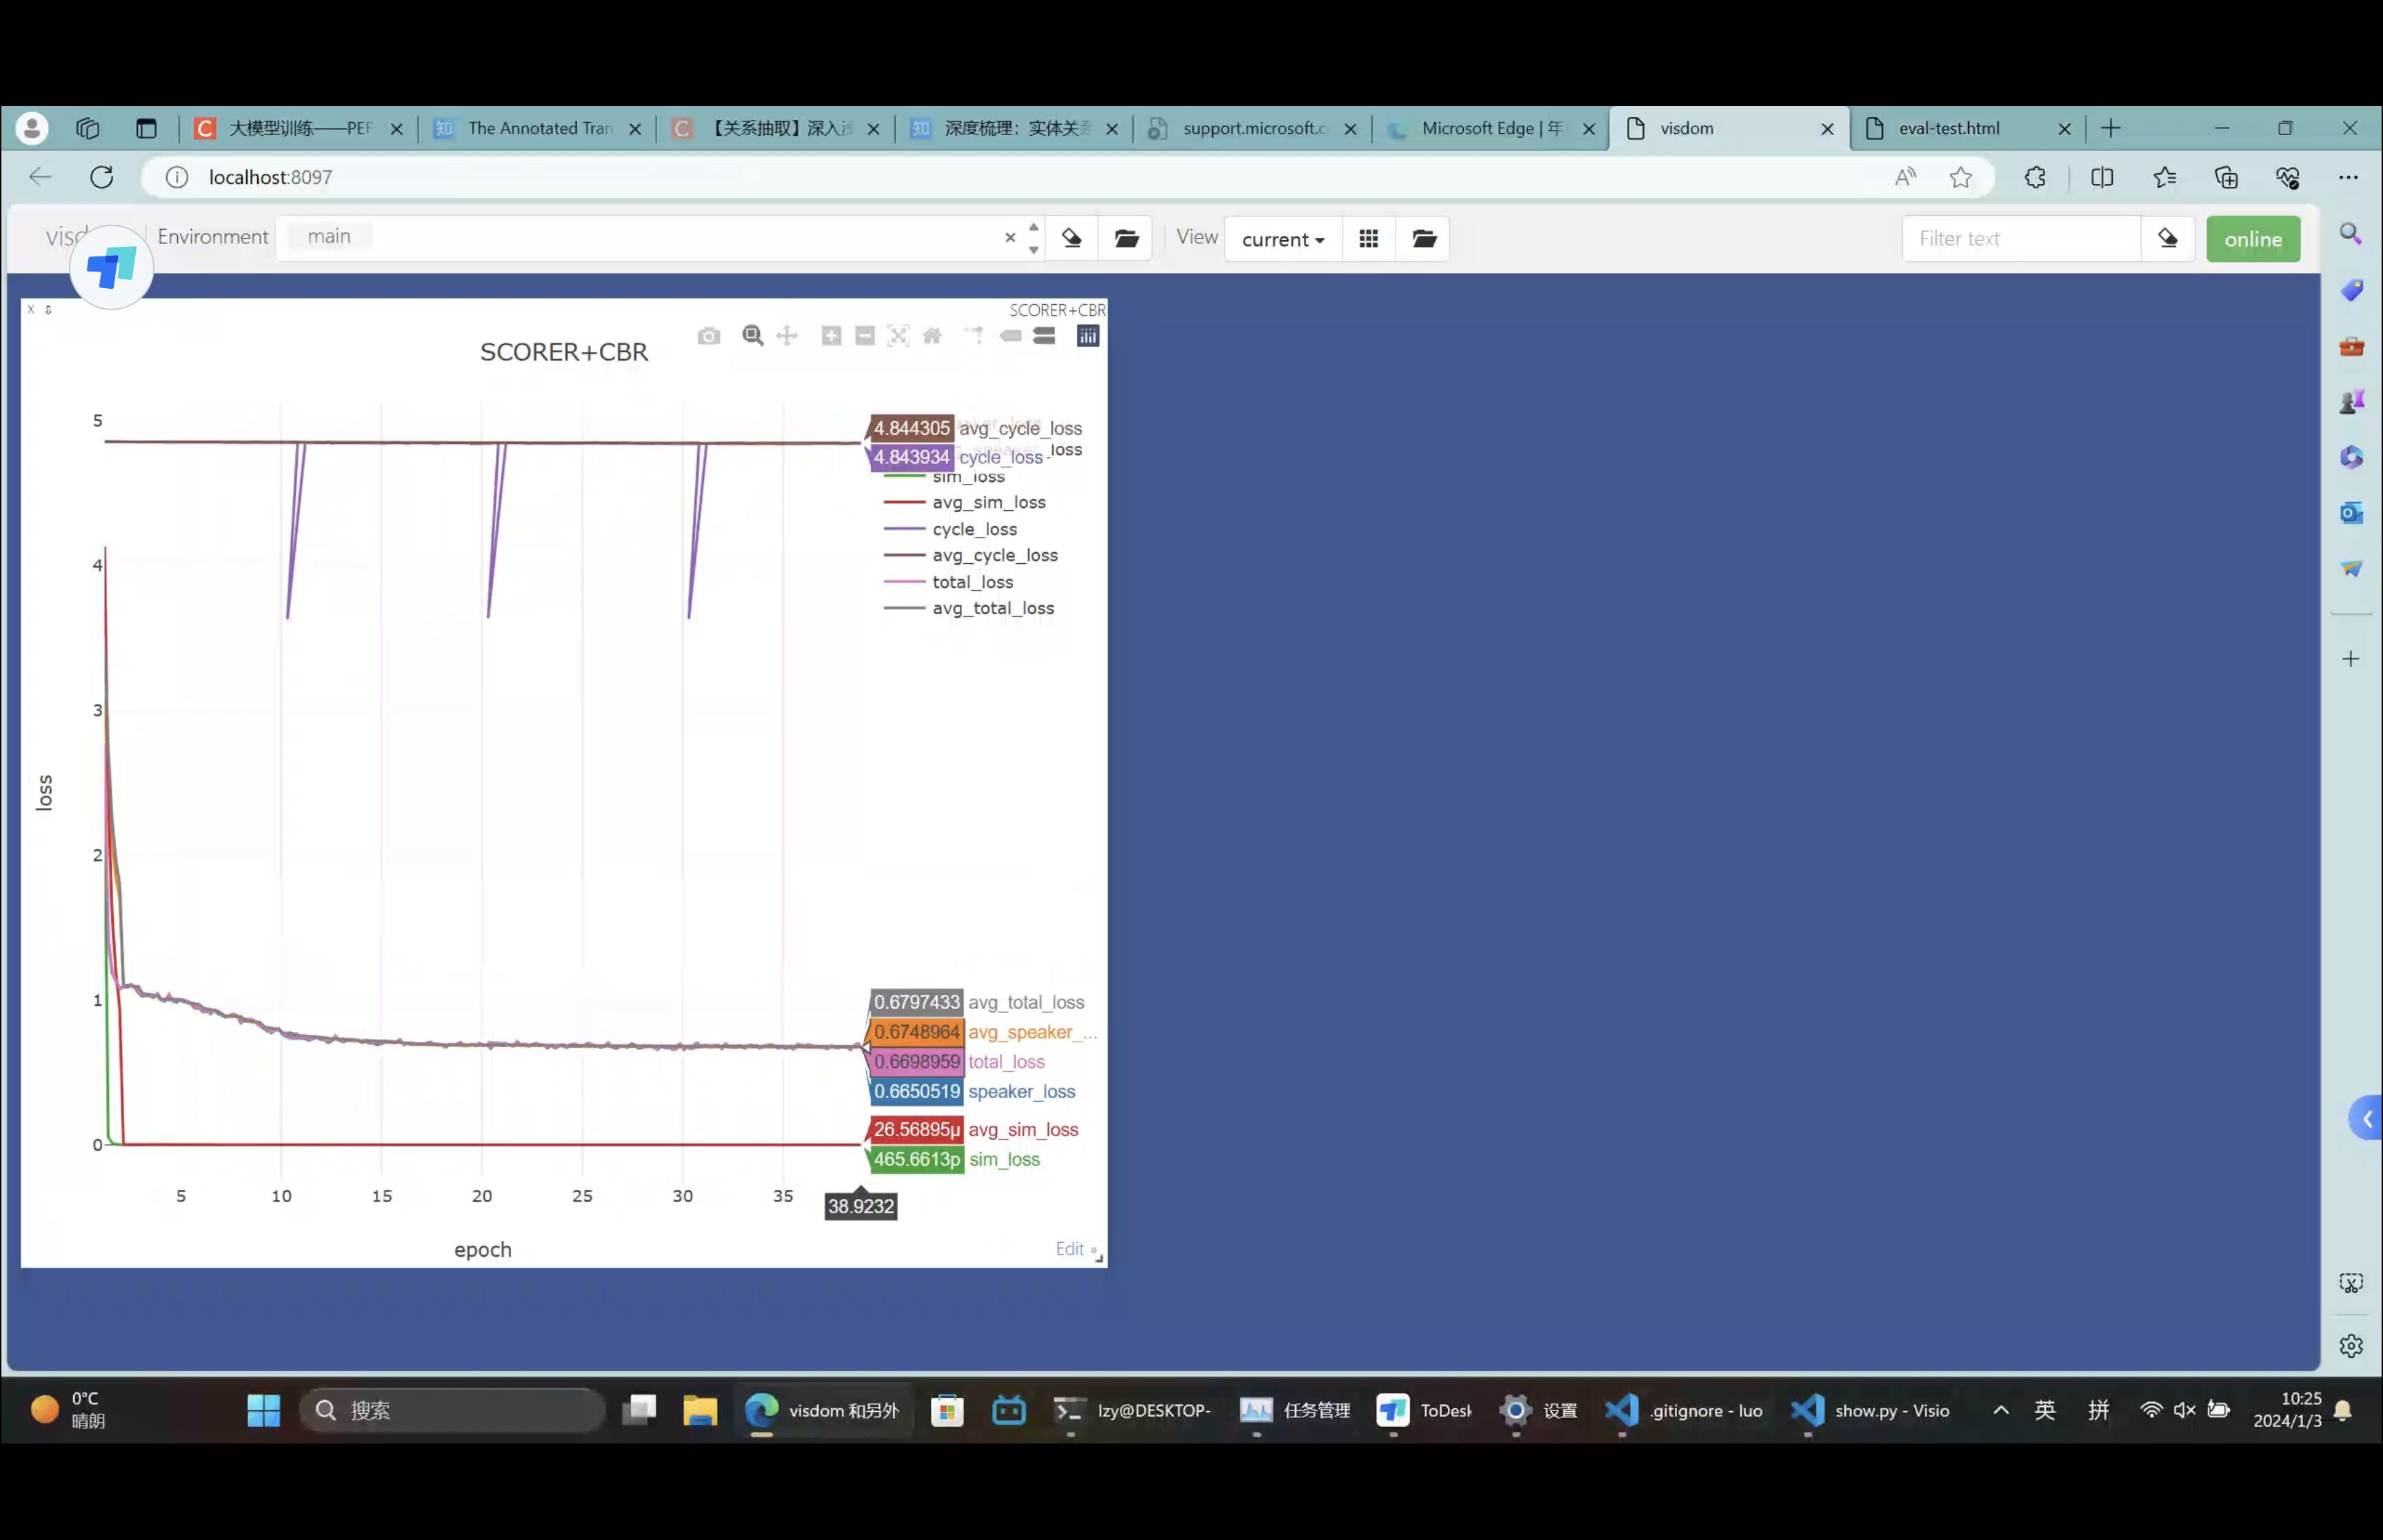 大模型训练——PEF
The Annotated Tran
【关系抽取】深入浅
深度梳理：实体关系
support.microsoft.c
Microsoft Edge | 年
visdom
eval-test.html
localhost:8097
visd
Environment
main
View
current
Filter text
online
SCORER+CBR
SCORER+CBR
5
4
3
2
1
0
loss
4.844305 avg_cycle_loss
4.843934 cycle_loss
_loss
sim_loss
avg_sim_loss
cycle_loss
avg_cycle_loss
total_loss
avg_total_loss
0.6797433 avg_total_loss
0.6748964 avg_speaker_...
0.6698959 total_loss
0.6650519 speaker_loss
26.56895μ avg_sim_loss
465.6613p sim_loss
5 10 15 20 25 30 35
38.9232
epoch
Edit »
0°C
晴朗
搜索
visdom 和另外
lzy@DESKTOP-
任务管理
ToDesk
设置
.gitignore - luo
show.py - Visio
英
拼
10:25
2024/1/3